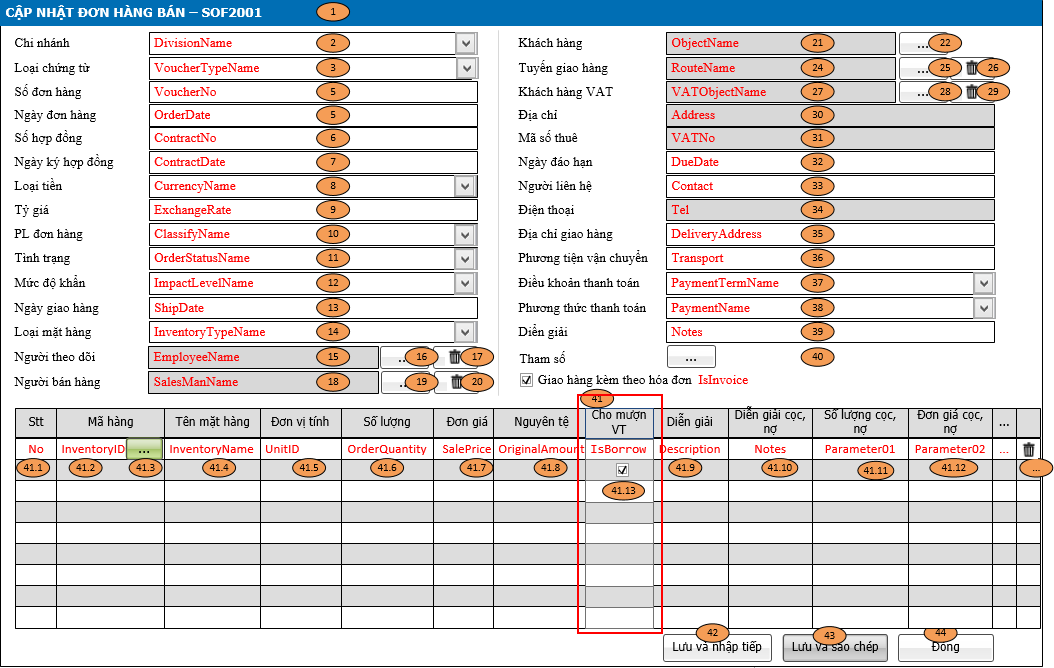 CẬP NHẬT ĐƠN HÀNG BÁN – SOF2001 1
Chi nhánh DivisionName 2
Loại chứng từ VoucherTypeName 3
Số đơn hàng VoucherNo 5
Ngày đơn hàng OrderDate 5
Số hợp đồng ContractNo 6
Ngày ký hợp đồng ContractDate 7
Loại tiền CurrencyName 8
Tỷ giá ExchangeRate 9
PL đơn hàng ClassifyName 10
Tình trạng OrderStatusName 11
Mức độ khẩn ImpactLevelName 12
Ngày giao hàng ShipDate 13
Loại mặt hàng InventoryTypeName 14
Người theo dõi EmployeeName 15 ... 16 17
Người bán hàng SalesManName 18 ... 19 20
Khách hàng ObjectName 21 ... 22
Tuyến giao hàng RouteName 24 ... 25 26
Khách hàng VAT VATObjectName 27 ... 28 29
Địa chỉ Address 30
Mã số thuê VATNo 31
Ngày đáo hạn DueDate 32
Người liên hệ Contact 33
Điện thoại Tel 34
Địa chỉ giao hàng DeliveryAddress 35
Phương tiện vận chuyển Transport 36
Điều khoản thanh toán PaymentTermName 37
Phương thức thanh toán PaymentName 38
Diễn giải Notes 39
Tham số ... 40
Giao hàng kèm theo hóa đơn IsInvoice
41
Stt Mã hàng Tên mặt hàng Đơn vị tính Số lượng Đơn giá Nguyên tệ Cho mượn VT Diễn giải Diễn giải cọc, nợ Số lượng cọc, nợ Đơn giá cọc, nợ ...
No InventoryID ... InventoryName UnitID OrderQuantity SalePrice OriginalAmount IsBorrow Description Notes Parameter01 Parameter02 ...
41.1 41.2 41.3 41.4 41.5 41.6 41.7 41.8 41.9 41.10 41.11 41.12 ...
41.13
42 43 44
Lưu và nhập tiếp Lưu và sao chép Đóng